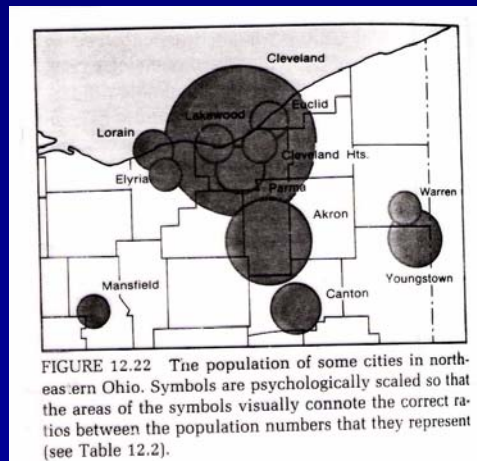 Cleveland
Euclid
Lakewood
Lorain
Cleveland Hts.
Elyria
Parma
Warren
Akron
Youngstown
Mansfield
Canton
FIGURE 12.22 The population of some cities in north-
eastern Ohio. Symbols are psychologically scaled so that
the areas of the symbols visually connote the correct ra-
tios between the population numbers that they represent
(see Table 12.2).